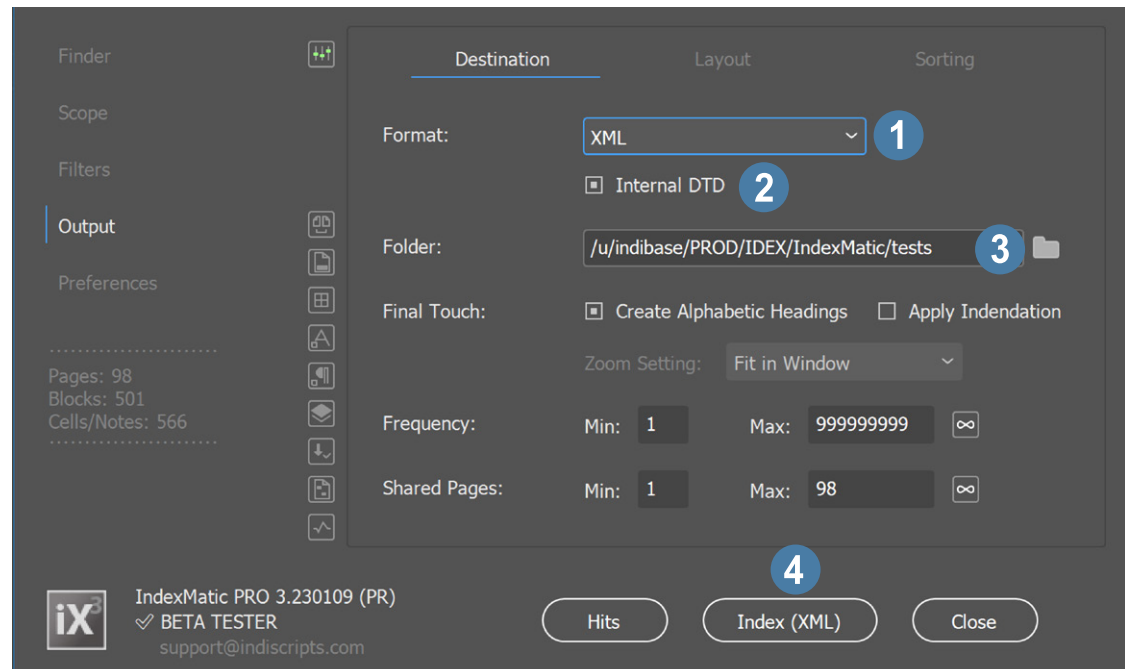 Finder
Scope
Filters
Output
Preferences
Pages: 98
Blocks: 501
Cells/Notes: 566
Destination Layout Sorting
Format: XML 1
Internal DTD 2
Folder: /u/indibase/PROD/IDEX/IndexMatic/tests 3
Final Touch: Create Alphabetic Headings Apply Indendation
Zoom Setting: Fit in Window
Frequency: Min: 1 Max: 999999999 ∞
Shared Pages: Min: 1 Max: 98 ∞
4
iX3
IndexMatic PRO 3.230109 (PR)
BETA TESTER
support@indiscripts.com
Hits Index (XML) Close